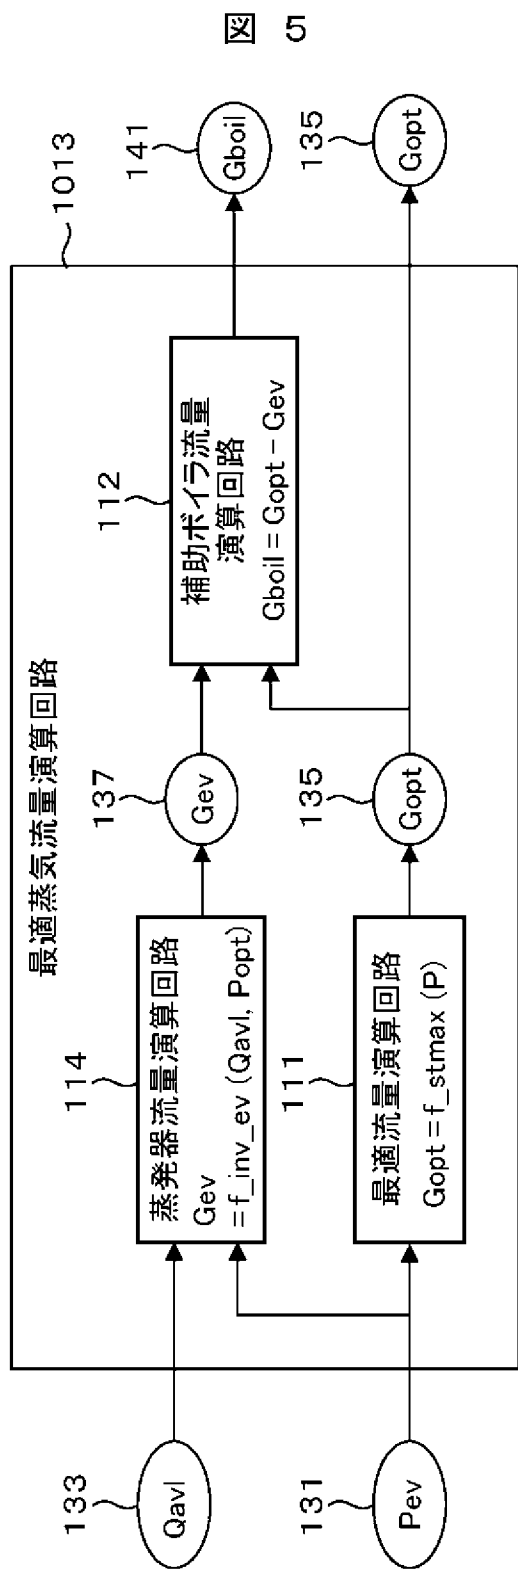 図 5
1013
最適蒸気流量演算回路
133
Qavl
114
蒸発器流量演算回路
Gev
=f_inv_ev (Qavl, Popt)
137
Gev
112
補助ボイラ流量
演算回路
Gboil = Gopt - Gev
141
Gboil
131
Pev
111
最適流量演算回路
Gopt = f_stmax (P)
135
Gopt
135
Gopt